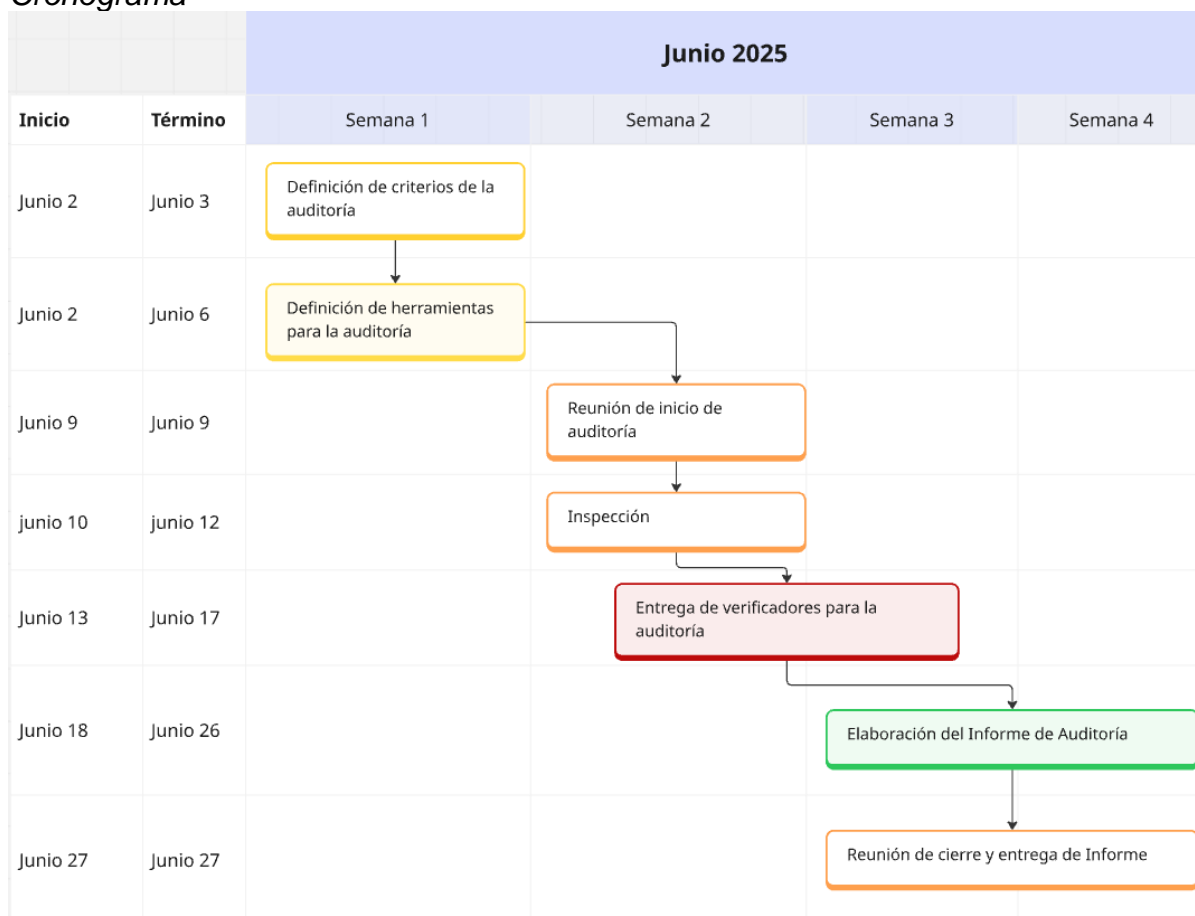 Cronograma
Junio 2025
Inicio Término Semana 1 Semana 2 Semana 3 Semana 4
Junio 2 Junio 3 Definición de criterios de la
auditoría
Junio 2 Junio 6 Definición de herramientas
para la auditoría
Junio 9 Junio 9 Reunión de inicio de
auditoría
junio 10 junio 12 Inspección
Junio 13 Junio 17 Entrega de verificadores para la
auditoría
Junio 18 Junio 26 Elaboración del Informe de Auditoría
Junio 27 Junio 27 Reunión de cierre y entrega de Informe